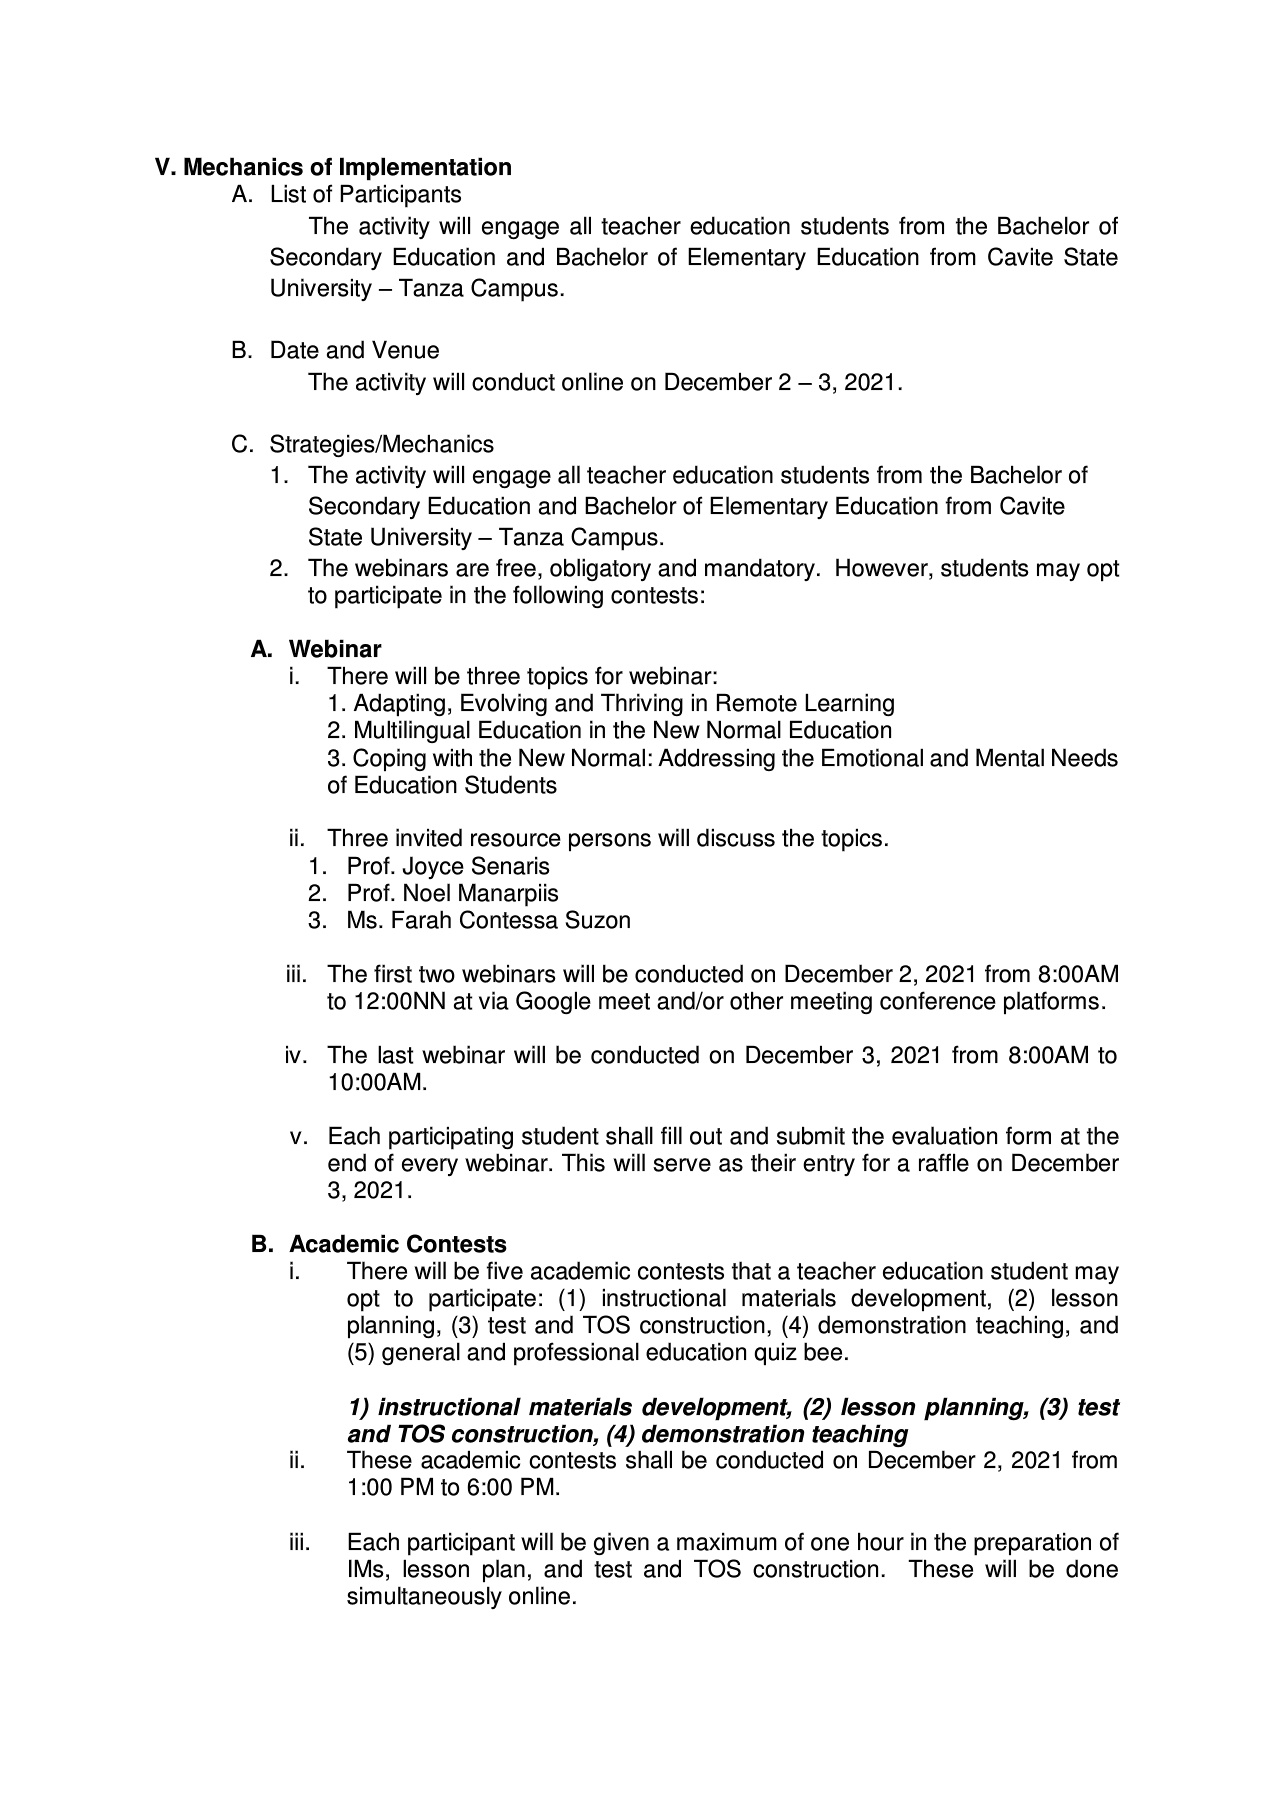 V. Mechanics of Implementation
A. List of Participants
The activity will engage all teacher education students from the Bachelor of
Secondary Education and Bachelor of Elementary Education from Cavite State
University – Tanza Campus.
B. Date and Venue
The activity will conduct online on December 2 – 3, 2021.
C. Strategies/Mechanics
1. The activity will engage all teacher education students from the Bachelor of
Secondary Education and Bachelor of Elementary Education from Cavite
State University – Tanza Campus.
2. The webinars are free, obligatory and mandatory. However, students may opt
to participate in the following contests:
A. Webinar
i. There will be three topics for webinar:
1. Adapting, Evolving and Thriving in Remote Learning
2. Multilingual Education in the New Normal Education
3. Coping with the New Normal: Addressing the Emotional and Mental Needs
of Education Students
ii. Three invited resource persons will discuss the topics.
1. Prof. Joyce Senaris
2. Prof. Noel Manarpiis
3. Ms. Farah Contessa Suzon
iii. The first two webinars will be conducted on December 2, 2021 from 8:00AM
to 12:00NN at via Google meet and/or other meeting conference platforms.
iv. The last webinar will be conducted on December 3, 2021 from 8:00AM to
10:00AM.
v. Each participating student shall fill out and submit the evaluation form at the
end of every webinar. This will serve as their entry for a raffle on December
3, 2021.
B. Academic Contests
i. There will be five academic contests that a teacher education student may
opt to participate: (1) instructional materials development, (2) lesson
planning, (3) test and TOS construction, (4) demonstration teaching, and
(5) general and professional education quiz bee.
1) instructional materials development, (2) lesson planning, (3) test
and TOS construction, (4) demonstration teaching
ii. These academic contests shall be conducted on December 2, 2021 from
1:00 PM to 6:00 PM.
iii. Each participant will be given a maximum of one hour in the preparation of
IMs, lesson plan, and test and TOS construction. These will be done
simultaneously online.